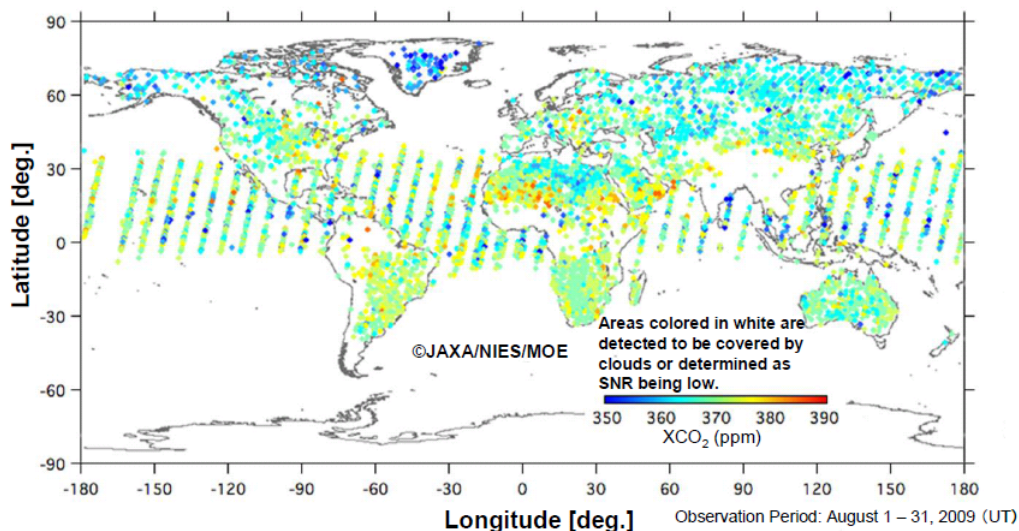 90
60
30
0
-30
-60
-90
Latitude [deg.]
©JAXA/NIES/MOE
Areas colored in white are
detected to be covered by
clouds or determined as
SNR being low.
350 360 370 380 390
XCO₂ (ppm)
-180 -150 -120 -90 -60 -30 0 30 60 90 120 150 180
Longitude [deg.]
Observation Period: August 1 – 31, 2009 (UT)